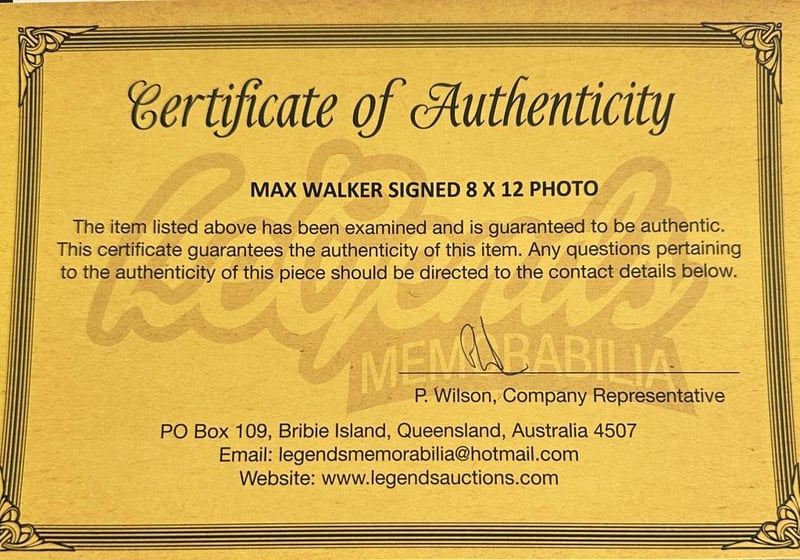 Certificate of Authenticity
MAX WALKER SIGNED 8 X 12 PHOTO
The item listed above has been examined and is guaranteed to be authentic.
This certificate guarantees the authenticity of this item. Any questions pertaining
to the authenticity of this piece should be directed to the contact details below.
Legends
MEMORABILIA
P. Wilson, Company Representative
PO Box 109, Bribie Island, Queensland, Australia 4507
Email: legendsmemorabilia@hotmail.com
Website: www.legendsauctions.com